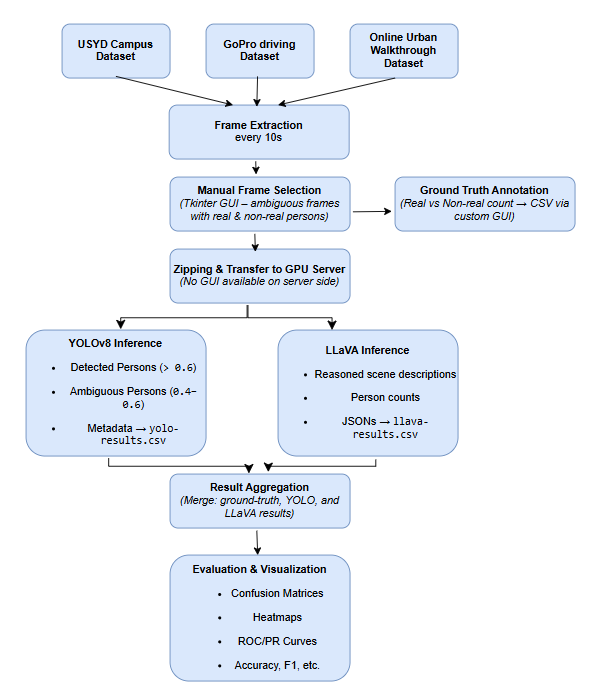 USYD Campus
Dataset
GoPro driving
Dataset
Online Urban
Walkthrough
Dataset
Frame Extraction
every 10s
Manual Frame Selection
(Tkinter GUI – ambiguous frames
with real & non-real persons)
Ground Truth Annotation
(Real vs Non-real count → CSV via
custom GUI)
Zipping & Transfer to GPU Server
(No GUI available on server side)
YOLOv8 Inference
• Detected Persons (> 0.6)
• Ambiguous Persons (0.4–
0.6)
• Metadata → yolo-
results.csv
LLaVA Inference
• Reasoned scene descriptions
• Person counts
• JSONs → llava-
results.csv
Result Aggregation
(Merge: ground-truth, YOLO, and
LLaVA results)
Evaluation & Visualization
• Confusion Matrices
• Heatmaps
• ROC/PR Curves
• Accuracy, F1, etc.